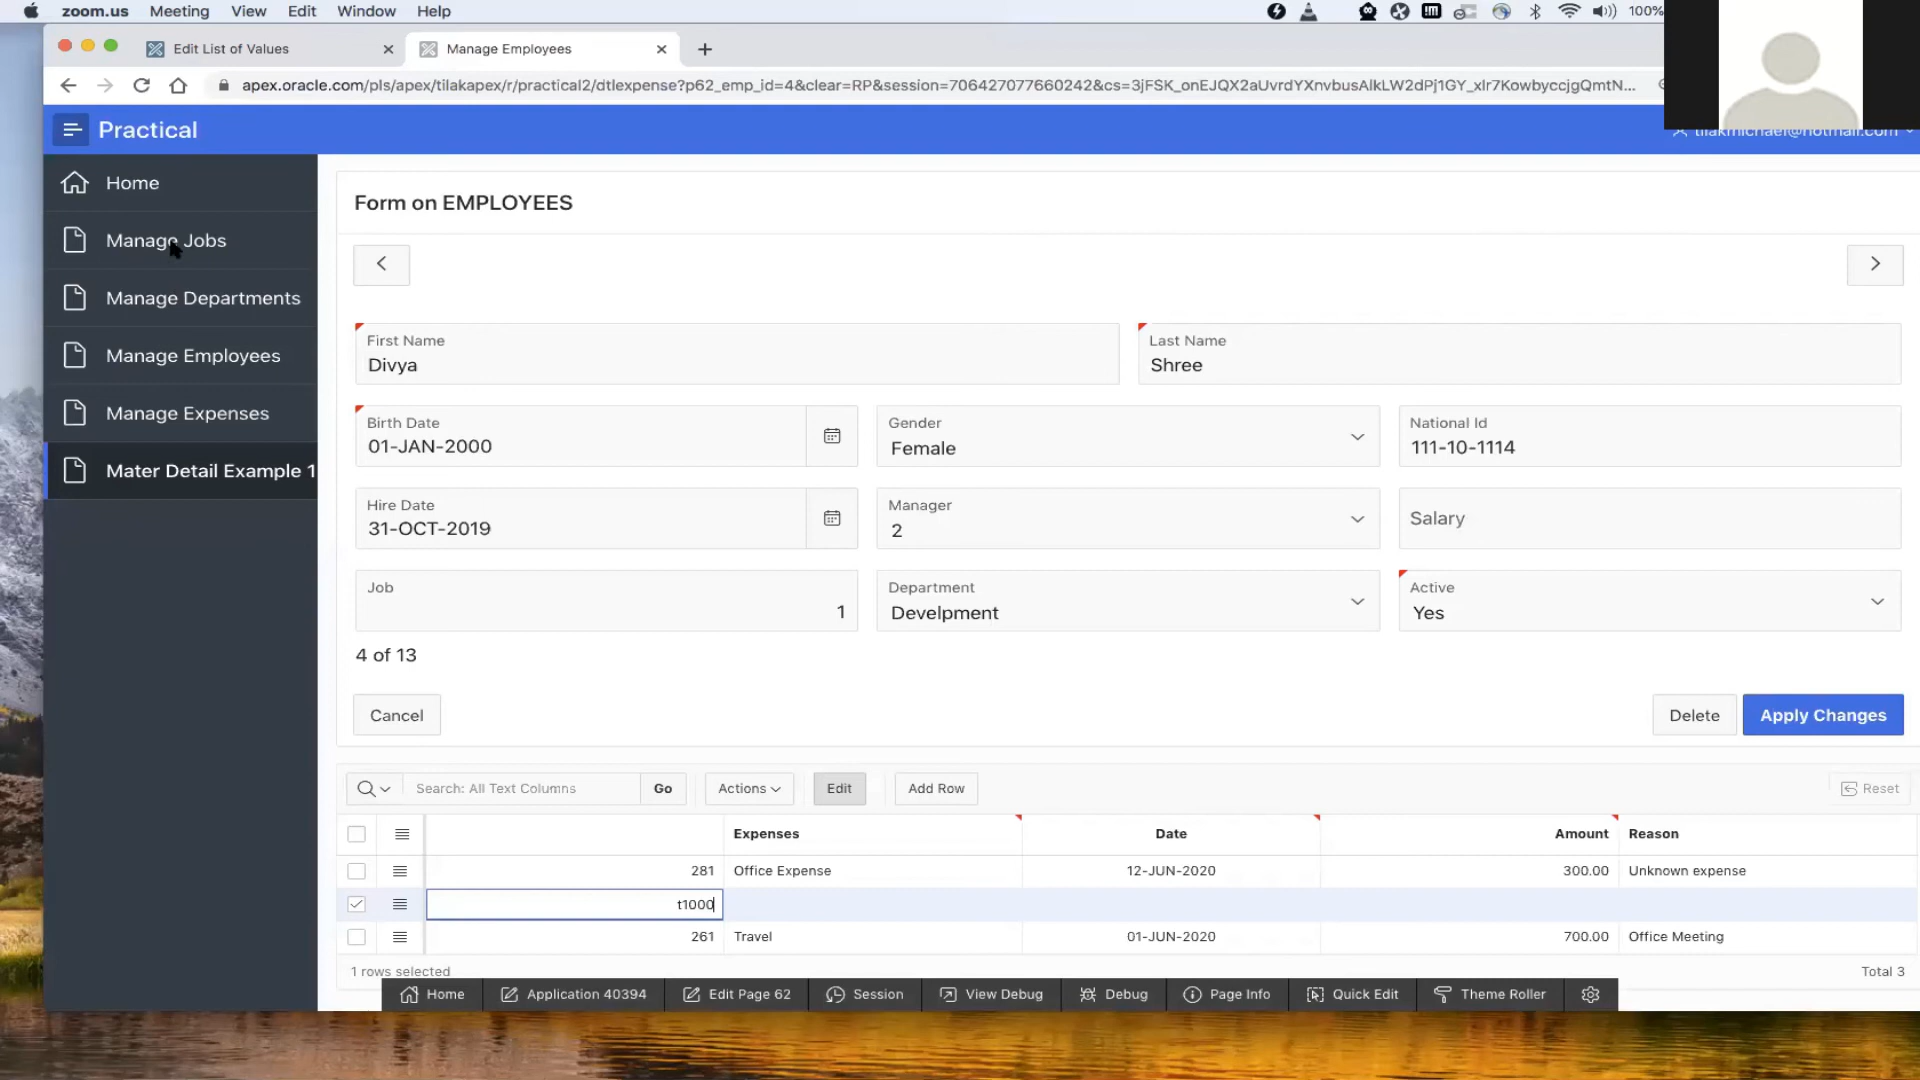 zoom.us Meeting View Edit Window Help 100%
Edit List of Values Manage Employees
apex.oracle.com/pls/apex/tilakapex/r/practical2/dtlexpense?p62_emp_id=4&clear=RP&session=706427077660242&cs=3jFSK_onEJQX2aUvrdYXnvbusAlkLW2dPj1GY_xlr7KowbyccjgQmtN...
Practical tilakmichael@hotmail.com
Home
Manage Jobs
Manage Departments
Manage Employees
Manage Expenses
Mater Detail Example 1
Form on EMPLOYEES
First Name Last Name
Divya Shree
Birth Date Gender National Id
01-JAN-2000 Female 111-10-1114
Hire Date Manager Salary
31-OCT-2019 2
Job Department Active
1 Develpment Yes
4 of 13
Cancel Delete Apply Changes
Search: All Text Columns Go Actions Edit Add Row Reset
Expenses Date Amount Reason
281 Office Expense 12-JUN-2020 300.00 Unknown expense
t1000
261 Travel 01-JUN-2020 700.00 Office Meeting
1 rows selected Total 3
Home Application 40394 Edit Page 62 Session View Debug Debug Page Info Quick Edit Theme Roller